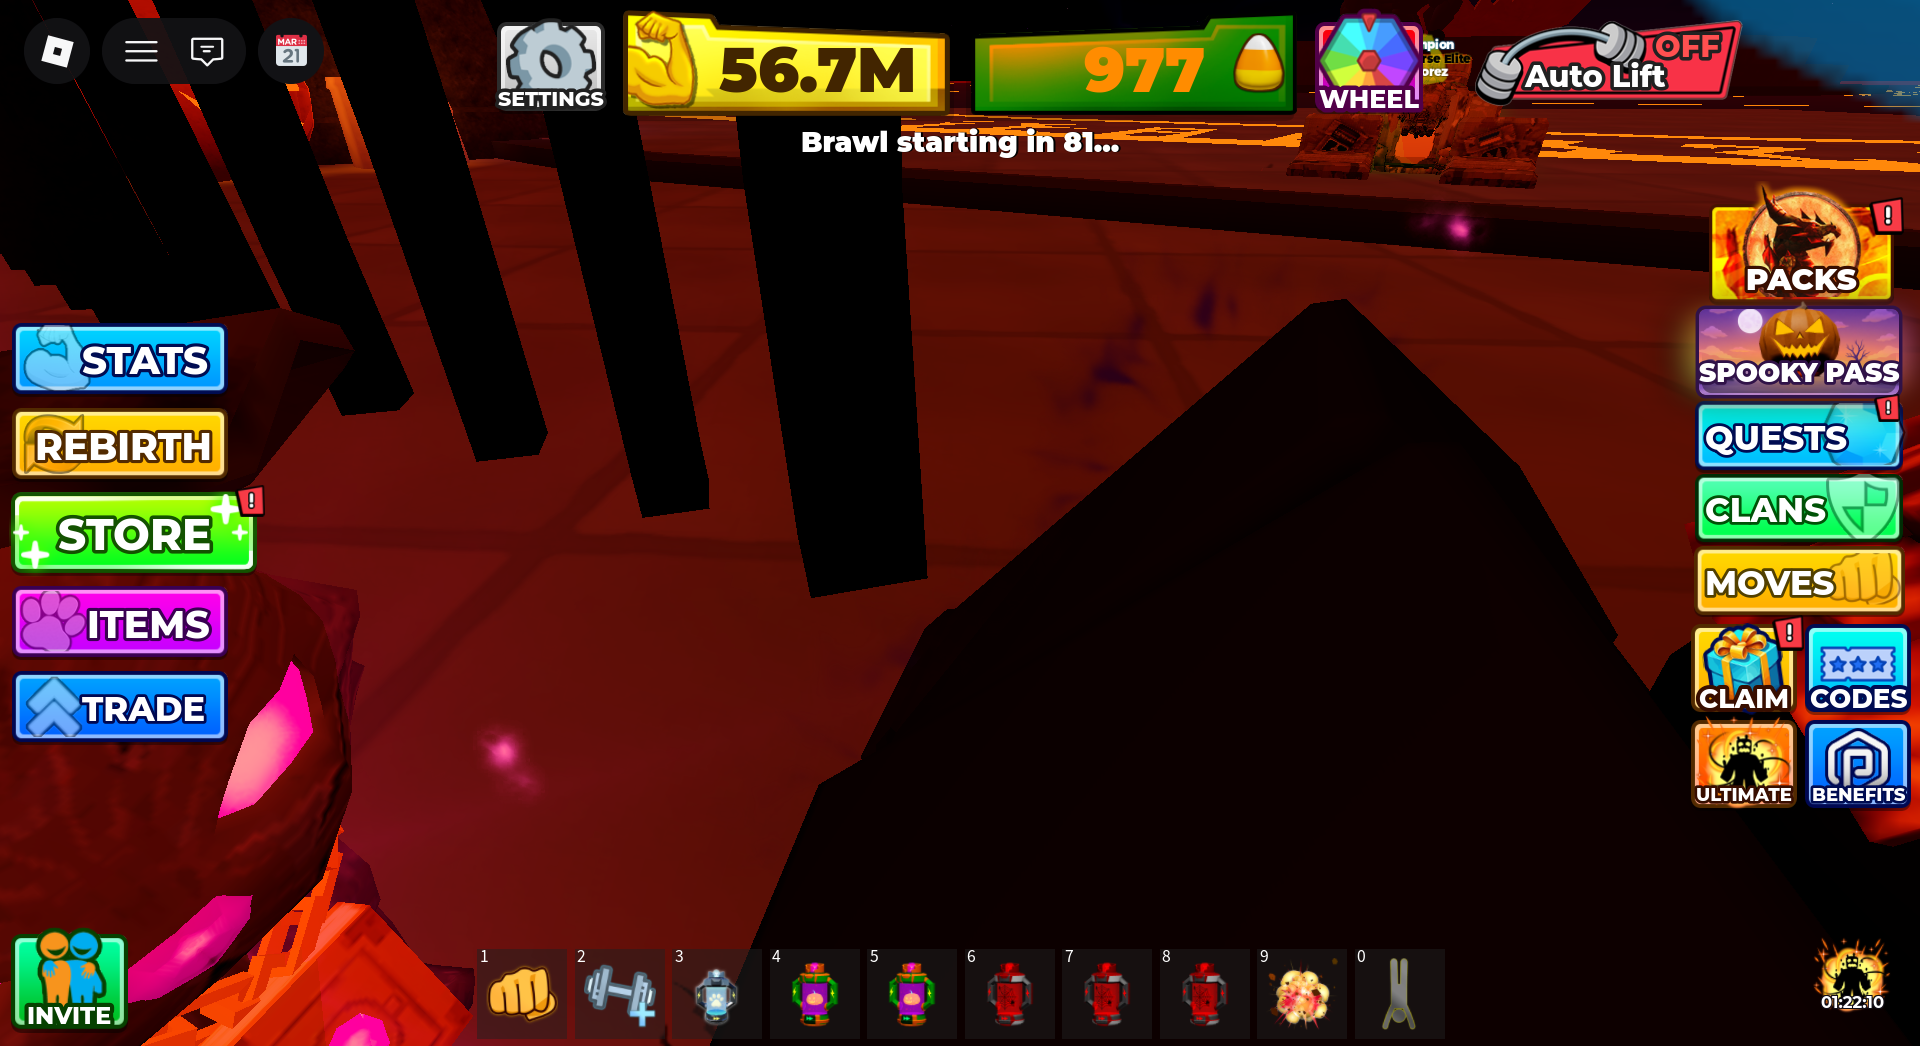 MAR
21
SETTINGS
56.7M
977
WHEEL
OFF
Auto Lift
Brawl starting in 81...
PACKS
SPOOKY PASS
QUESTS
CLANS
MOVES
CLAIM
CODES
ULTIMATE
BENEFITS
STATS
REBIRTH
STORE
ITEMS
TRADE
INVITE
1
2
3
4
5
6
7
8
9
0
01:22:10